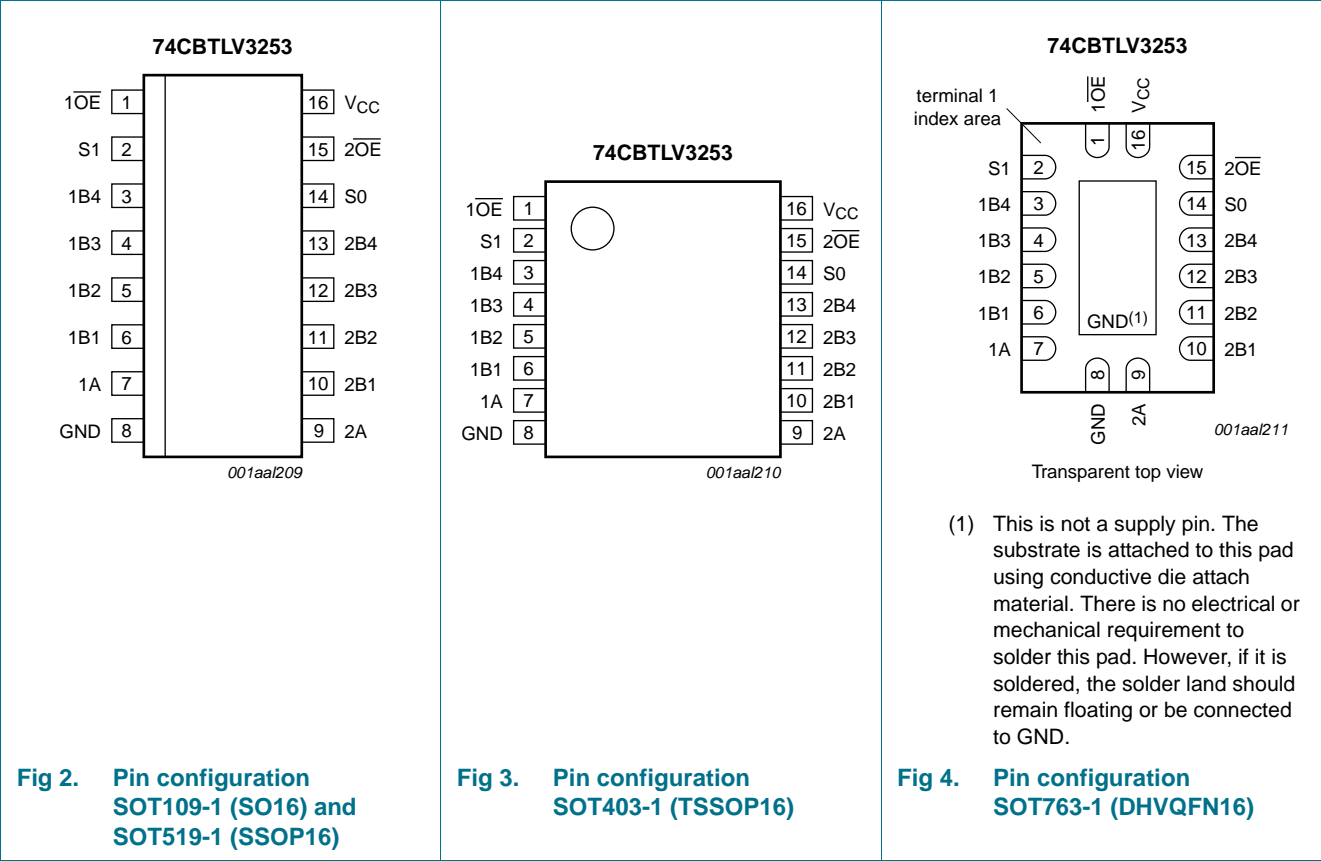 74CBTLV3253
1O̅E̅ 1
S1 2
1B4 3
1B3 4
1B2 5
1B1 6
1A 7
GND 8
16 VCC
15 2O̅E̅
14 S0
13 2B4
12 2B3
11 2B2
10 2B1
9 2A
001aal209
Fig 2. Pin configuration
SOT109-1 (SO16) and
SOT519-1 (SSOP16)
74CBTLV3253
1O̅E̅ 1
S1 2
1B4 3
1B3 4
1B2 5
1B1 6
1A 7
GND 8
16 VCC
15 2O̅E̅
14 S0
13 2B4
12 2B3
11 2B2
10 2B1
9 2A
001aal210
Fig 3. Pin configuration
SOT403-1 (TSSOP16)
74CBTLV3253
terminal 1
index area
1O̅E̅ 1
VCC 16
S1 2
1B4 3
1B3 4
1B2 5
1B1 6
1A 7
15 2O̅E̅
14 S0
13 2B4
12 2B3
11 2B2
10 2B1
GND(1)
8 GND
9 2A
001aal211
Transparent top view
(1) This is not a supply pin. The
substrate is attached to this pad
using conductive die attach
material. There is no electrical or
mechanical requirement to
solder this pad. However, if it is
soldered, the solder land should
remain floating or be connected
to GND.
Fig 4. Pin configuration
SOT763-1 (DHVQFN16)